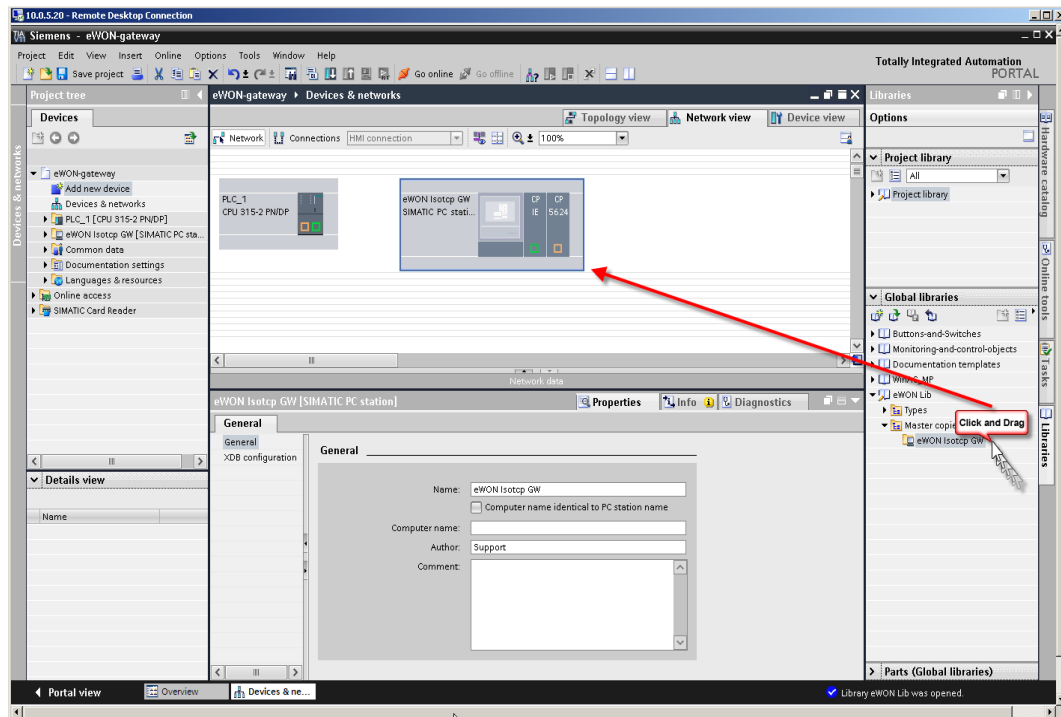 10.0.5.20 - Remote Desktop Connection
Siemens - eWON-gateway
Project Edit View Insert Online Options Tools Window Help
Totally Integrated Automation
PORTAL
Save project Go online Go offline
Project tree
eWON-gateway Devices & networks
Libraries
Devices
Topology view Network view Device view
Options
Network Connections HMI connection 100%
Devices & networks
eWON-gateway
Add new device
Devices & networks
PLC_1 [CPU 315-2 PN/DP]
eWON Isotcp GW [SIMATIC PC sta...
Common data
Documentation settings
Languages & resources
Online access
SIMATIC Card Reader
PLC_1
CPU 315-2 PN/DP
eWON Isotcp GW
SIMATIC PC stati...
CP
IE
CP
5624
Project library
All
Project library
Global libraries
Buttons-and-Switches
Monitoring-and-control-objects
Documentation templates
WinAC_MP
eWON Lib
Types
Master copie
Click and Drag
eWON Isotcp GW
Hardware catalog
Online tools
Tasks
Libraries
Network data
eWON Isotcp GW [SIMATIC PC station]
Properties Info Diagnostics
General
General
XDB configuration
General
Name: eWON Isotcp GW
Computer name identical to PC station name
Computer name:
Author: Support
Comment:
Details view
Name
Parts (Global libraries)
Portal view Overview Devices & ne...
Library eWON Lib was opened.